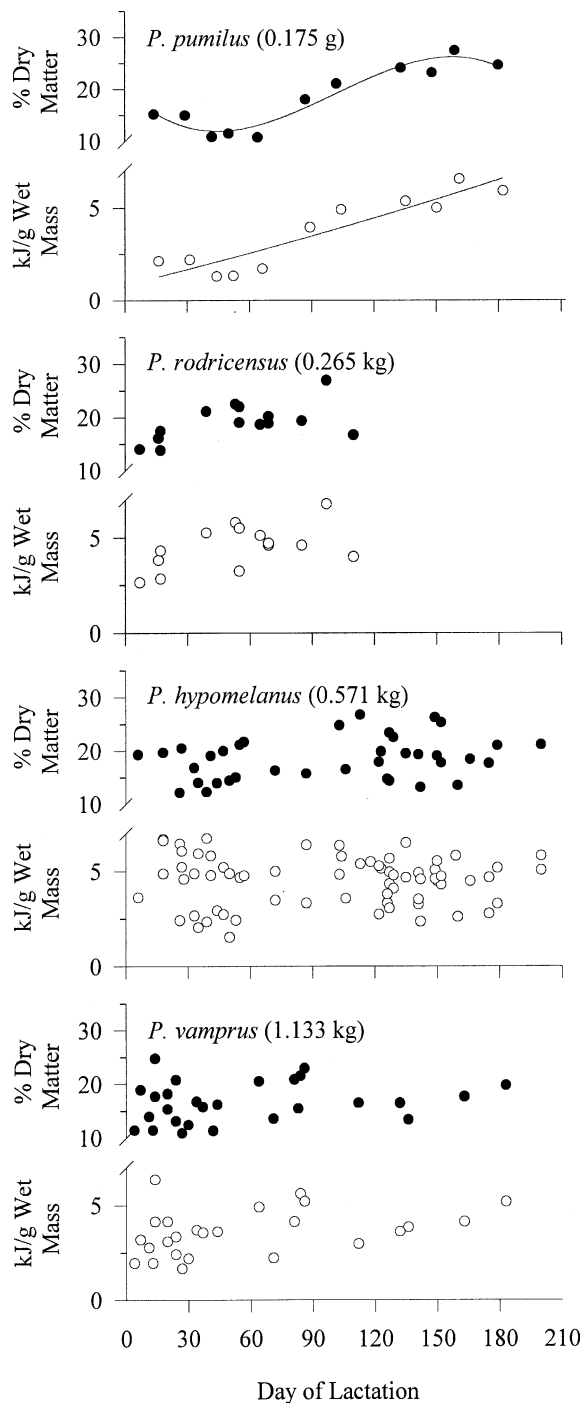 P. pumilus (0.175 g)
35
30
20
10
% Dry
Matter
5
0
kJ/g Wet
Mass
P. rodricensus (0.265 kg)
30
20
10
% Dry
Matter
5
0
kJ/g Wet
Mass
P. hypomelanus (0.571 kg)
30
20
10
% Dry
Matter
5
0
kJ/g Wet
Mass
P. vamprus (1.133 kg)
30
20
10
% Dry
Matter
5
0
kJ/g Wet
Mass
0 30 60 90 120 150 180 210
Day of Lactation